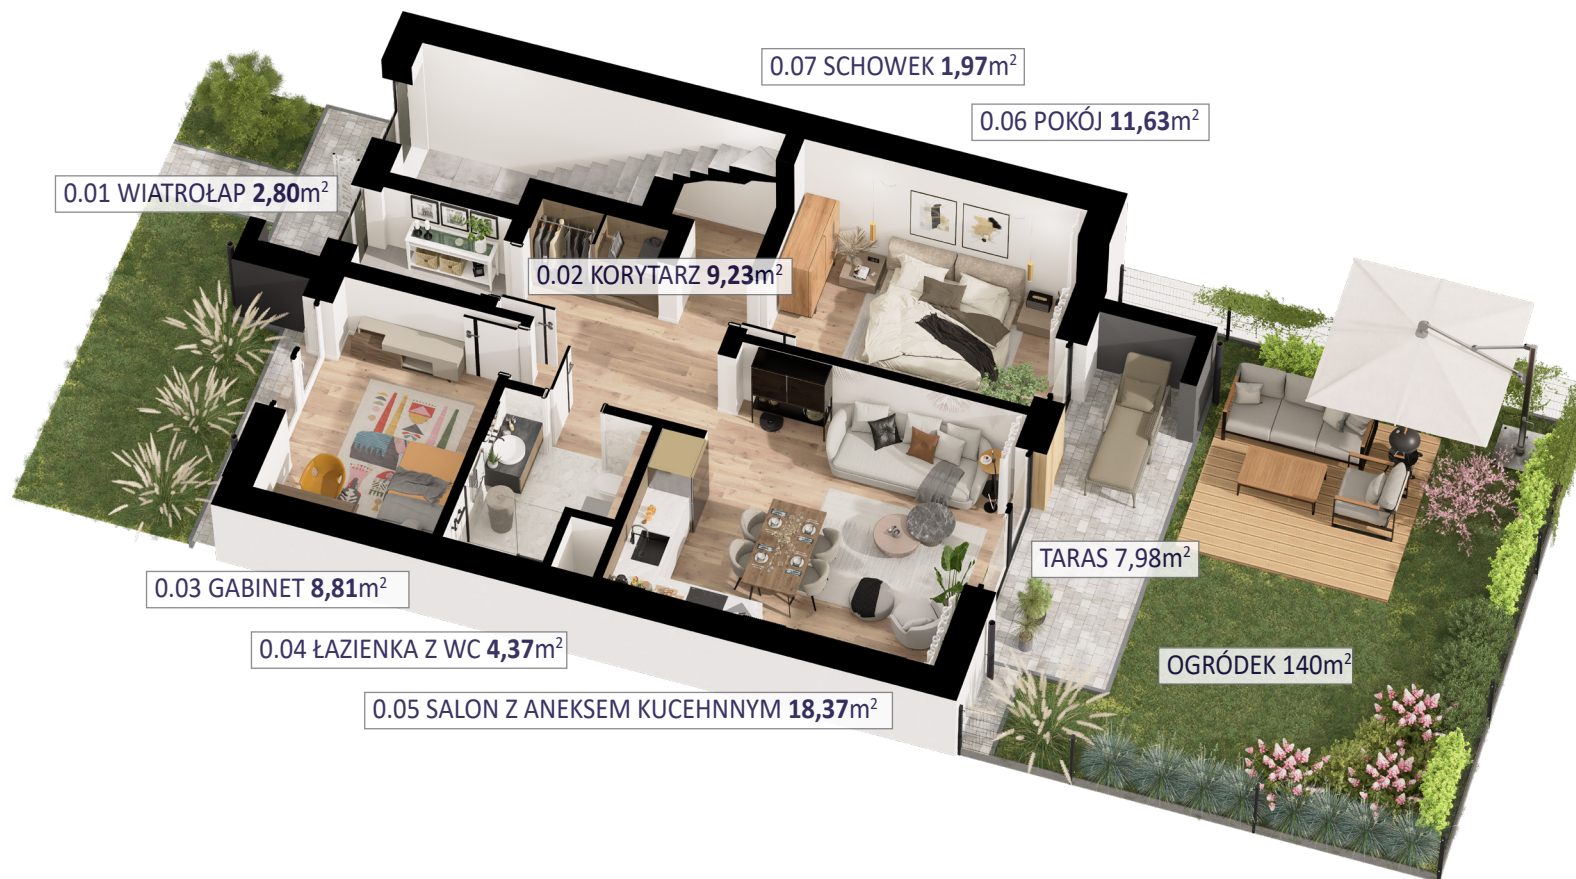 0.07 SCHOWEK 1,97m²
0.06 POKÓJ 11,63m²
0.01 WIATROŁAP 2,80m²
0.02 KORYTARZ 9,23m²
TARAS 7,98m²
0.03 GABINET 8,81m²
0.04 ŁAZIENKA Z WC 4,37m²
OGRÓDEK 140m²
0.05 SALON Z ANEKSEM KUCEHNNYM 18,37m²